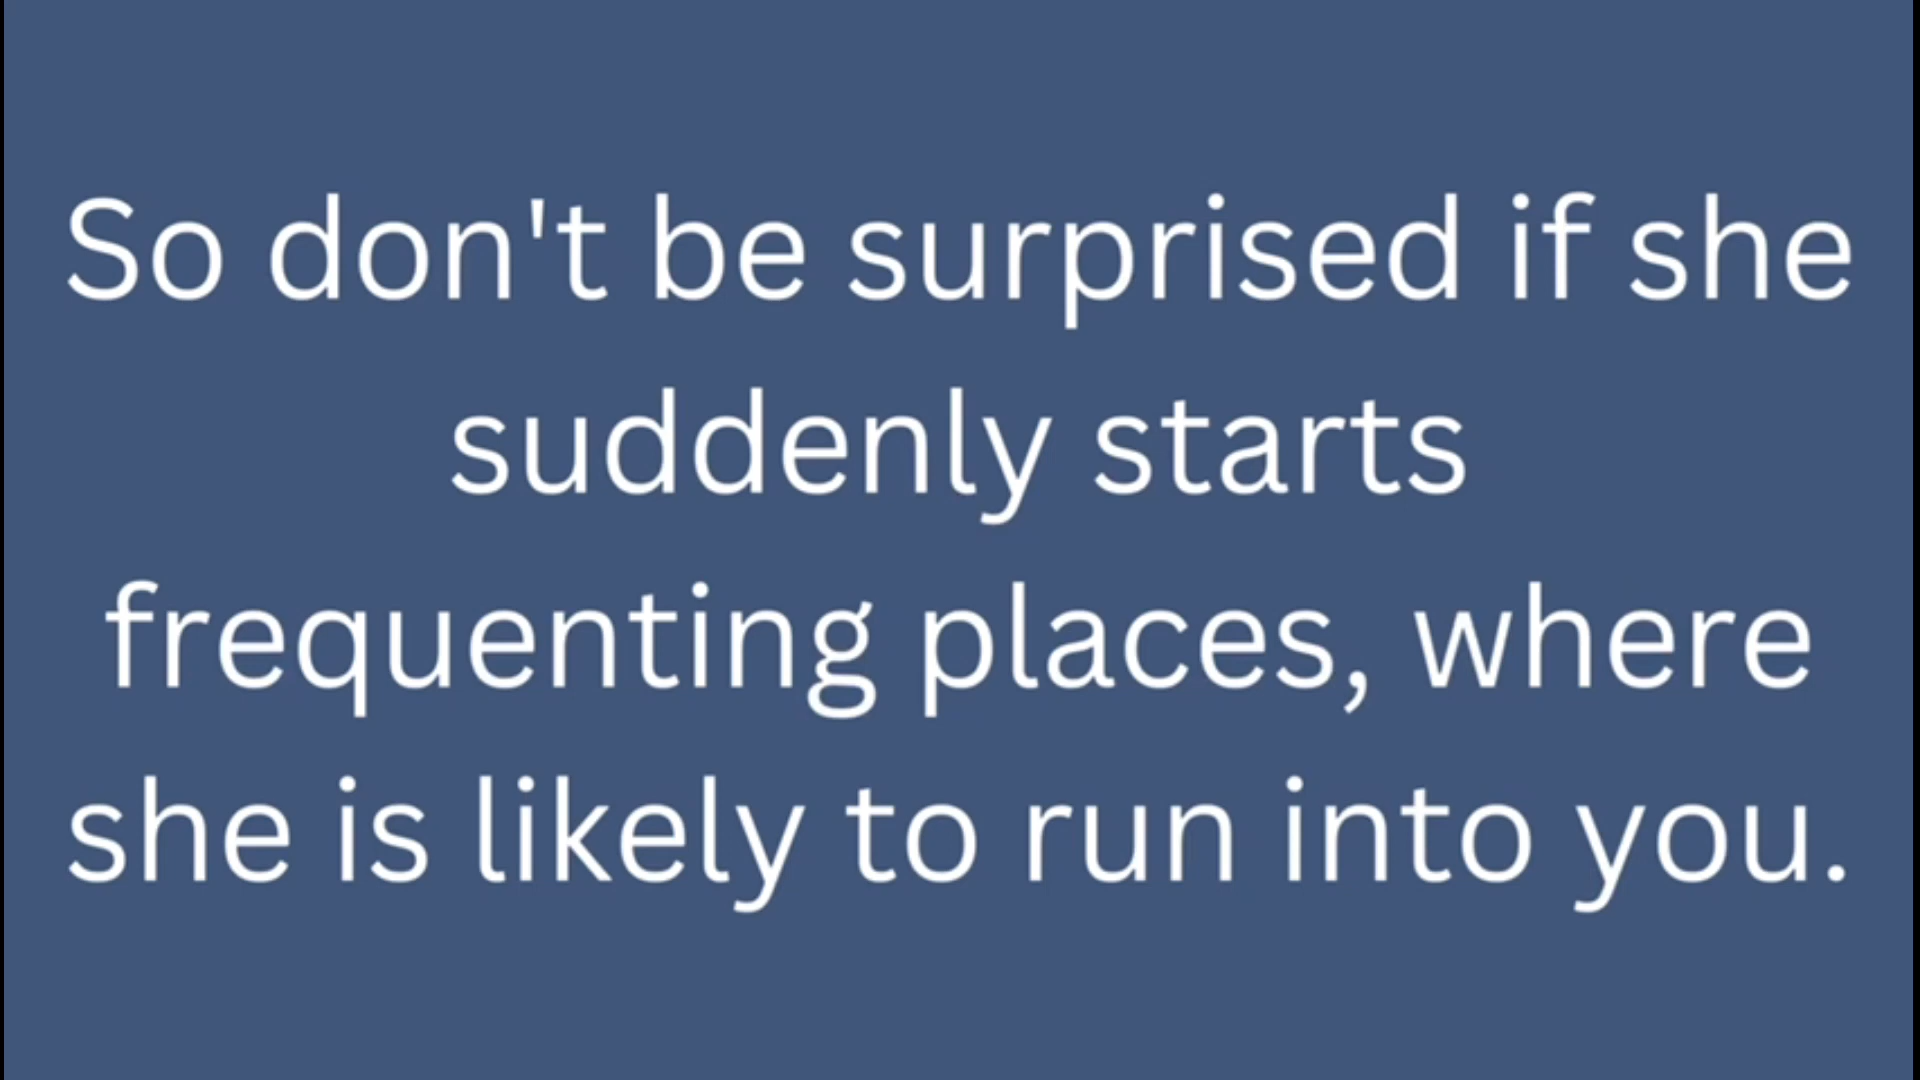 So don't be surprised if she
suddenly starts
frequenting places, where
she is likely to run into you.